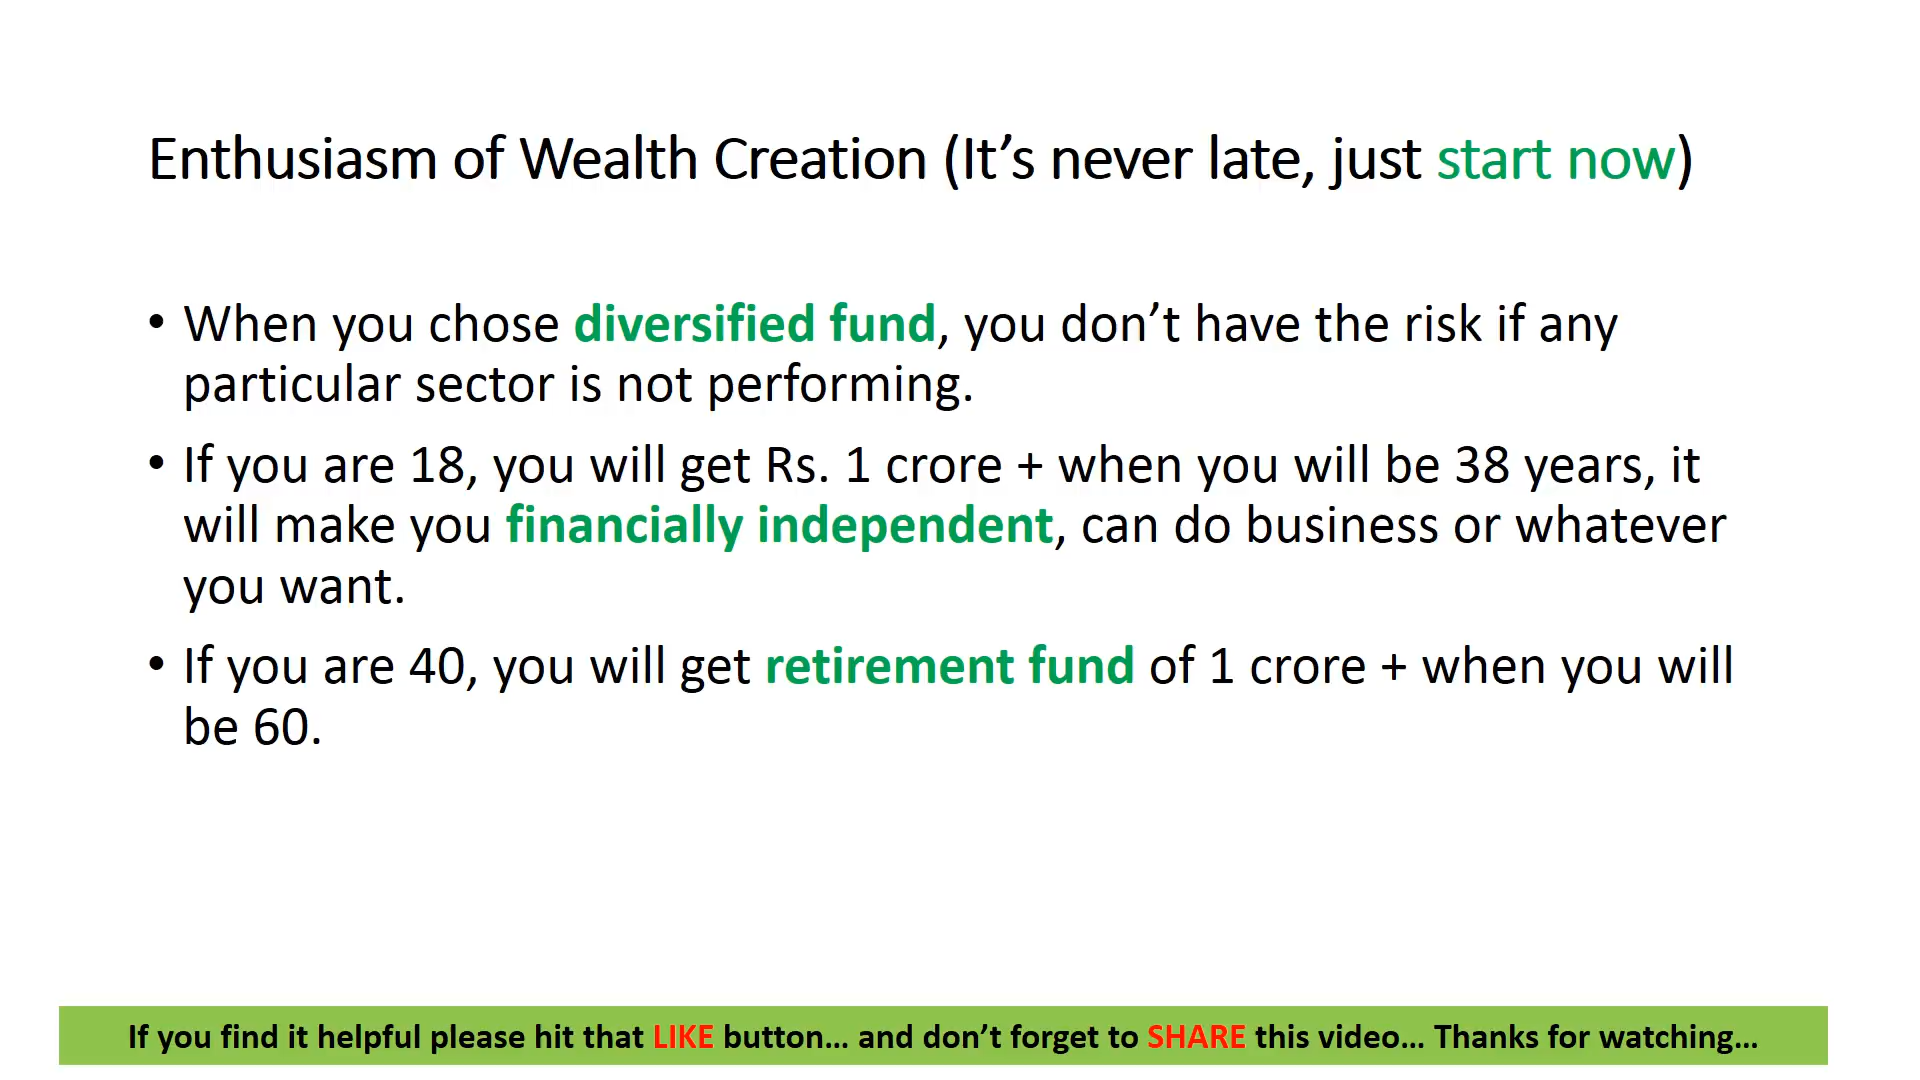 Enthusiasm of Wealth Creation (It’s never late, just start now)
• When you chose diversified fund, you don’t have the risk if any
particular sector is not performing.
• If you are 18, you will get Rs. 1 crore + when you will be 38 years, it
will make you financially independent, can do business or whatever
you want.
• If you are 40, you will get retirement fund of 1 crore + when you will
be 60.
If you find it helpful please hit that LIKE button... and don’t forget to SHARE this video... Thanks for watching...